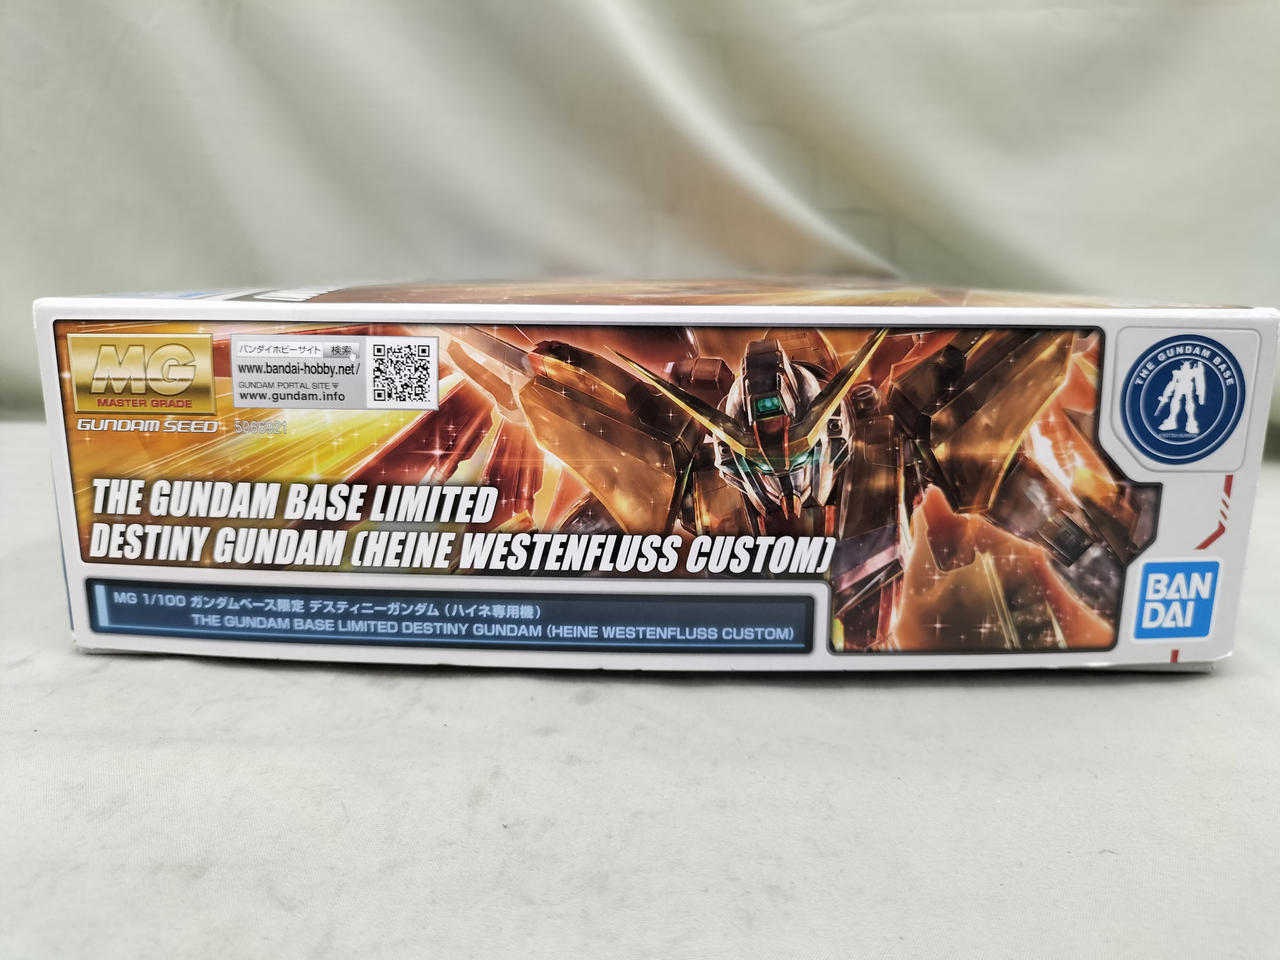 MG
MASTER GRADE
GUNDAM SEED
バンダイホビーサイト 検索
www.bandai-hobby.net/
GUNDAM PORTAL SITE
www.gundam.info
5066821
THE GUNDAM BASE LIMITED
DESTINY GUNDAM (HEINE WESTENFLUSS CUSTOM)
MG 1/100 ガンダムベース限定 デスティニーガンダム（ハイネ専用機）
THE GUNDAM BASE LIMITED DESTINY GUNDAM (HEINE WESTENFLUSS CUSTOM)
THE GUNDAM BASE
BAN
DAI